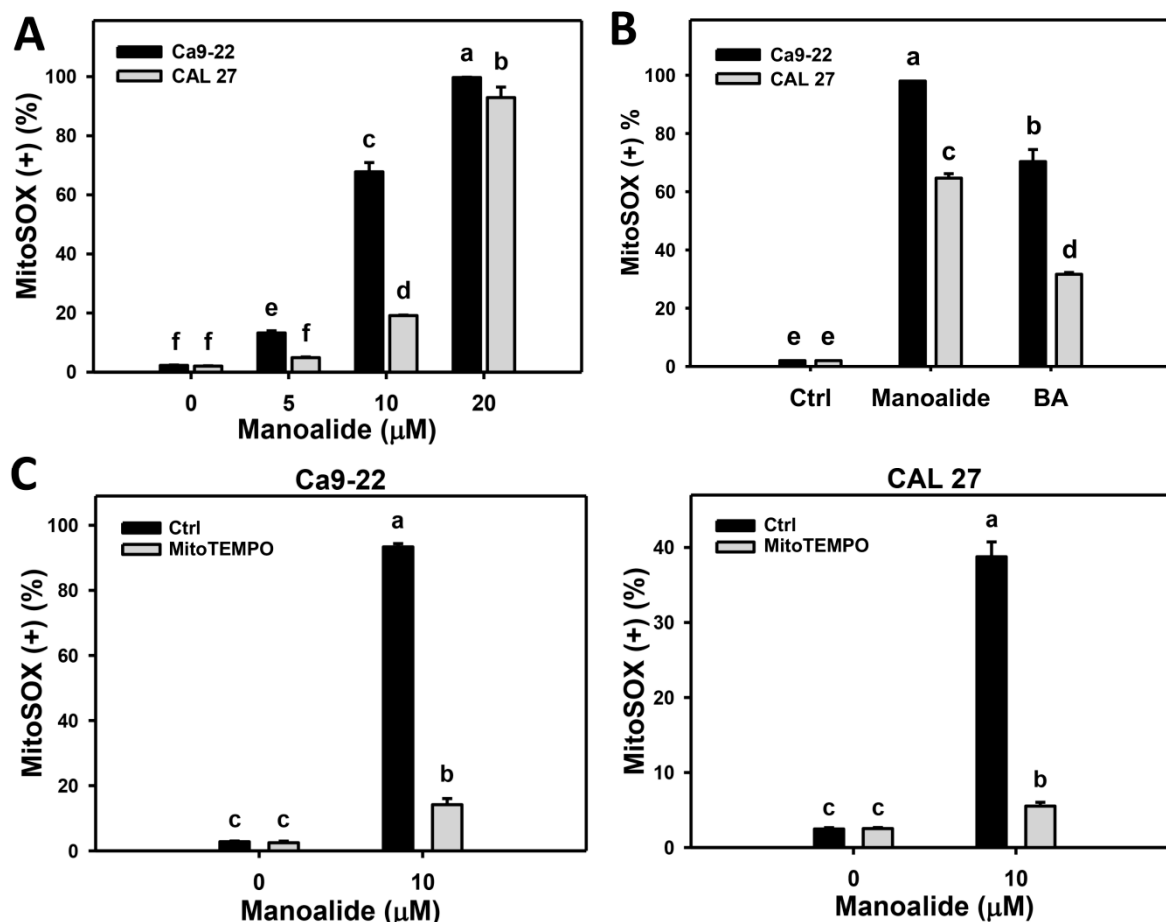 A
MitoSOX (+) (%)
Ca9-22
CAL 27
100
80
60
40
20
0
f f e f c d a b
0 5 10 20
Manoalide (μM)
B
MitoSOX (+) %
Ca9-22
CAL 27
100
80
60
40
20
0
e e a c b d
Ctrl Manoalide BA
C
Ca9-22
MitoSOX (+) (%)
Ctrl
MitoTEMPO
100
80
60
40
20
0
c c a b
0 10
Manoalide (μM)
CAL 27
MitoSOX (+) (%)
Ctrl
MitoTEMPO
40
30
20
10
0
c c a b
0 10
Manoalide (μM)